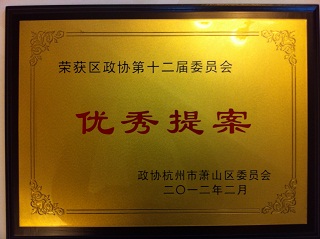 荣获区政协第十二届委员会
优秀提案
政协杭州市萧山区委员会
二〇一二年二月